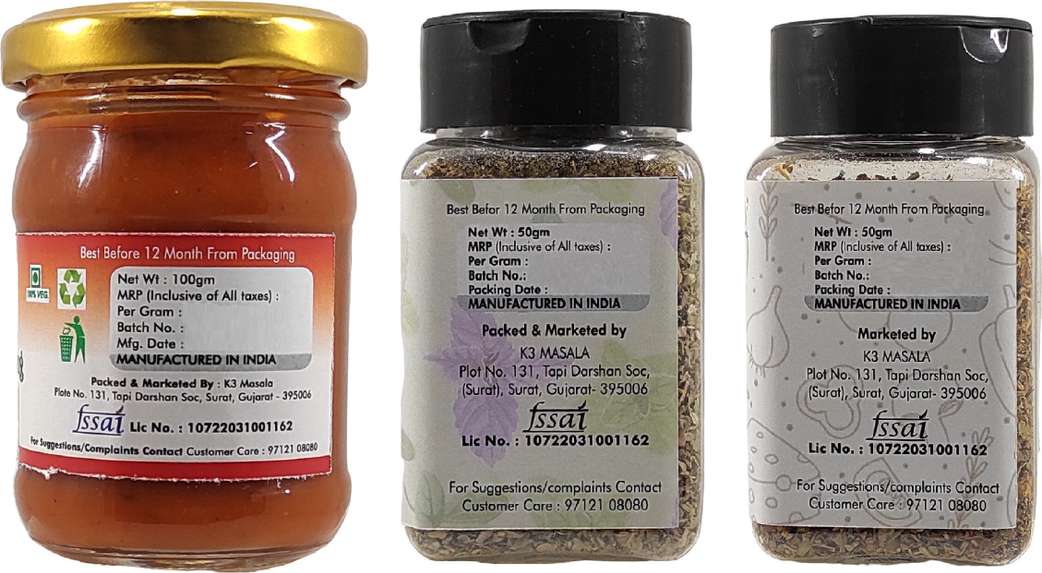 Best Before 12 Month From Packaging
100% VEG.
Net Wt : 100gm
MRP (Inclusive of All taxes) :
Per Gram :
Batch No. :
Mfg. Date :
MANUFACTURED IN INDIA
Packed & Marketed By : K3 Masala
Plote No. 131, Tapi Darshan Soc, Surat, Gujarat - 395006
fssai Lic No. : 10722031001162
For Suggestions/Complaints Contact Customer Care : 97121 08080
Best Befor 12 Month From Packaging
Net Wt : 50gm
MRP (Inclusive of All taxes) :
Per Gram :
Batch No.:
Packing Date :
MANUFACTURED IN INDIA
Packed & Marketed by
K3 MASALA
Plot No. 131, Tapi Darshan Soc,
(Surat), Surat, Gujarat- 395006
fssai
Lic No. : 10722031001162
For Suggestions/complaints Contact
Customer Care : 97121 08080
Best Befor 12 Month From Packaging
Net Wt : 50gm
MRP (Inclusive of All taxes) :
Per Gram :
Batch No.:
Packing Date :
MANUFACTURED IN INDIA
Marketed by
K3 MASALA
Plot No. 131, Tapi Darshan Soc,
(Surat), Surat, Gujarat- 395006
fssai
Lic No. : 10722031001162
For Suggestions/complaints Contact
Customer Care : 97121 08080